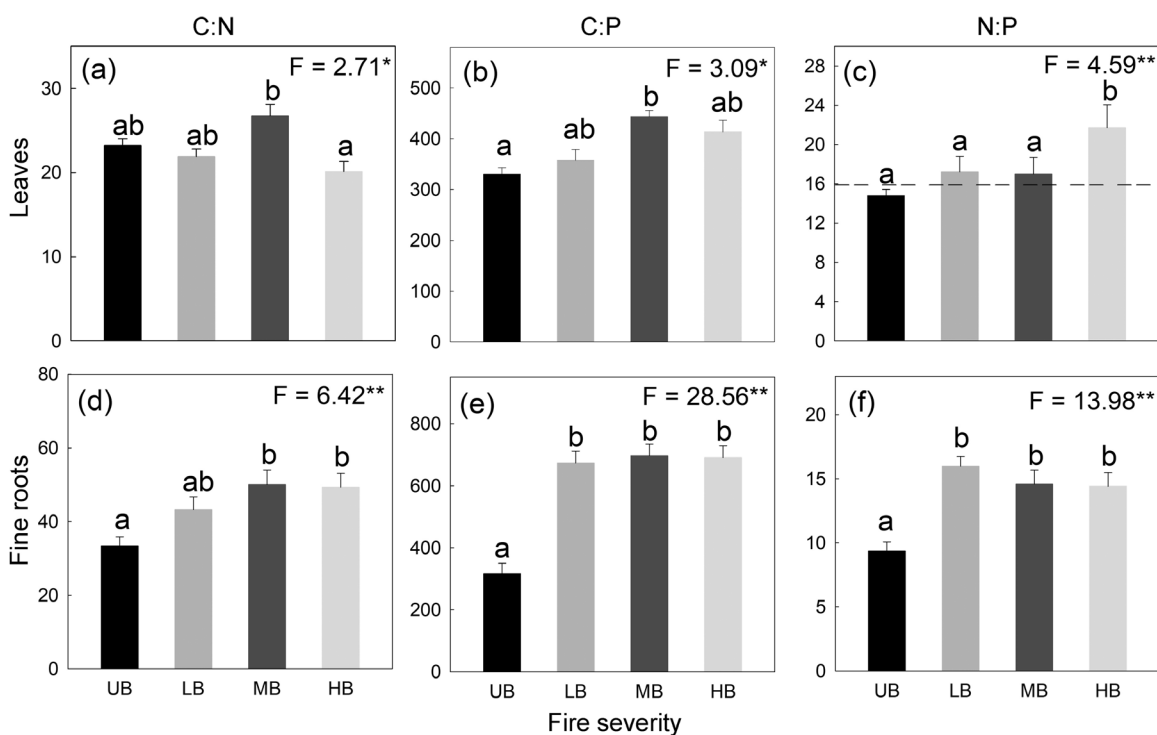 C:N C:P N:P
Leaves
(a) F = 2.71*
30
20
10
0
ab ab b a
(b) F = 3.09*
500
400
300
200
100
0
a ab b ab
(c) F = 4.59**
28
24
20
16
12
8
4
0
a a a b
Fine roots
(d) F = 6.42**
80
60
40
20
0
a ab b b
UB LB MB HB
(e) F = 28.56**
800
600
400
200
0
a b b b
UB LB MB HB
(f) F = 13.98**
20
15
10
5
0
a b b b
UB LB MB HB
Fire severity